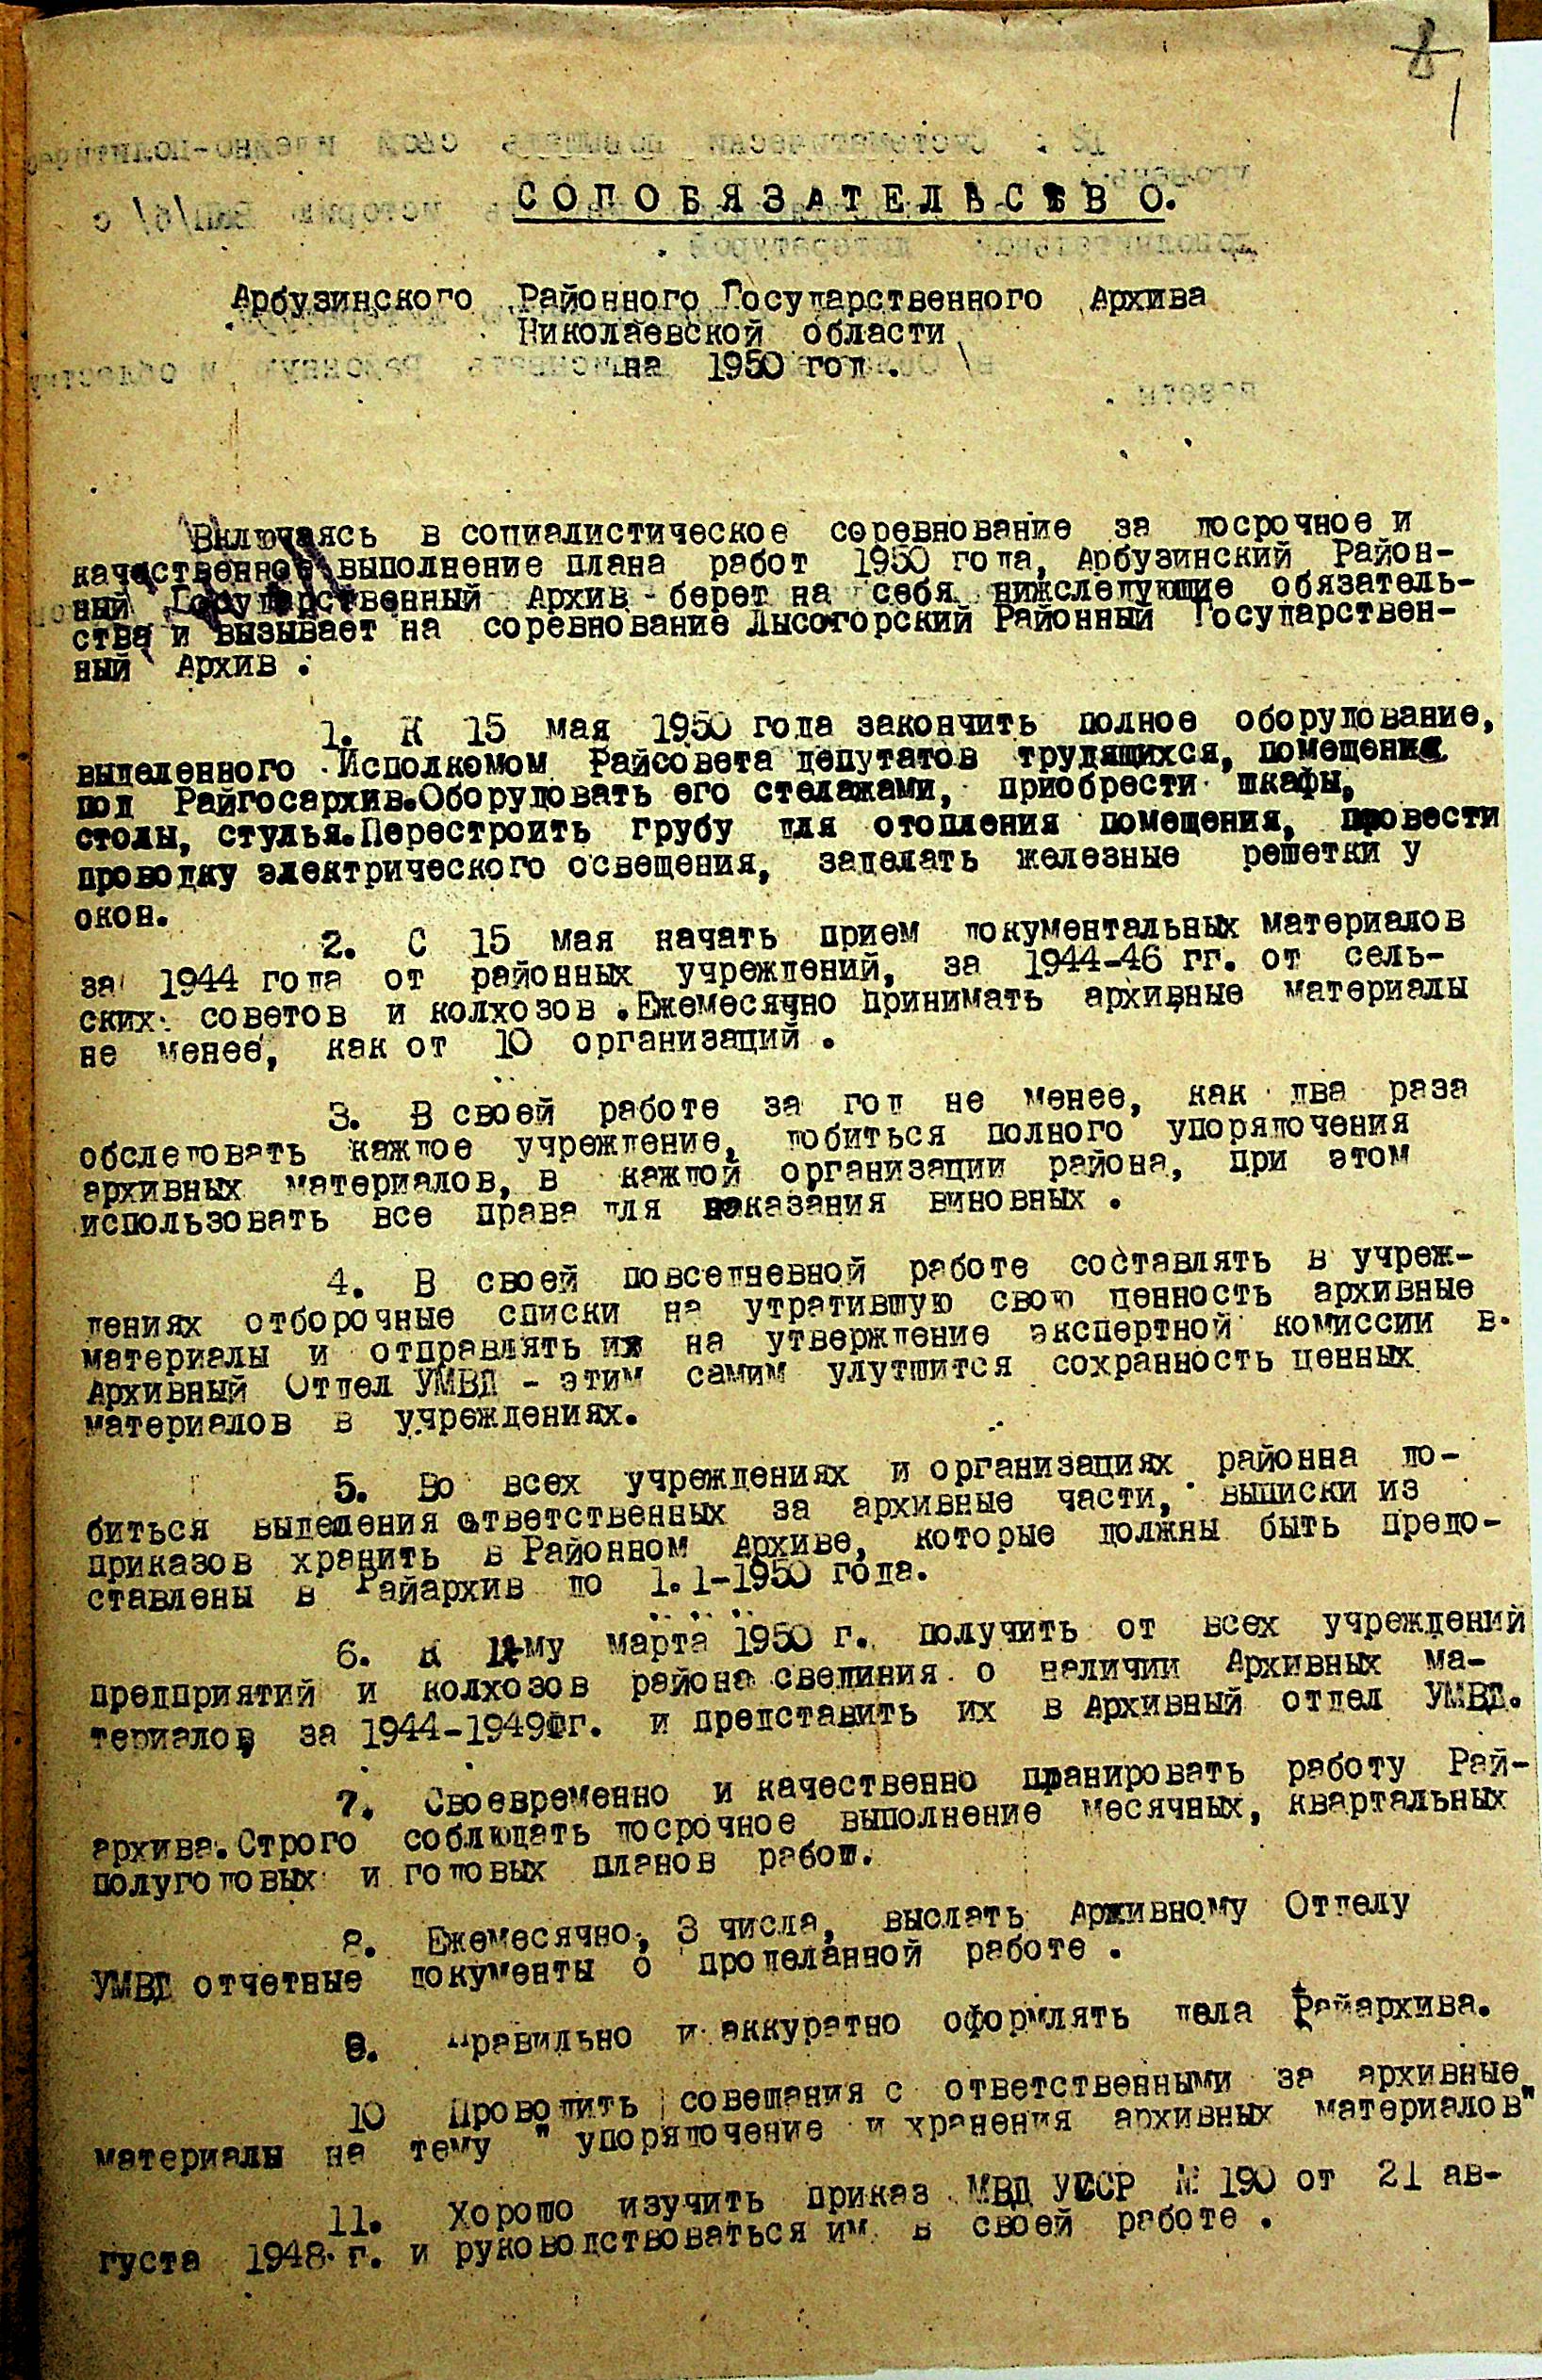 1
СОЦОБЯЗАТЕЛЬСТВО.
Арбузинского Районного Государственного Архива
Николаевской области
на 1950 год .
Включаясь в социалистическое соревнование за досрочное и
качественное выполнение плана работ 1950 года, Арбузинский Район-
ный Государственный Архив берет на себя нижследующие обязатель-
ства и вызывает на соревнование Лысогорский Районный Государствен-
ный Архив :
1. К 15 мая 1950 года закончить полное оборудование,
выделенного Исполкомом Райсовета депутатов трудящихся, помещения
под Райгосархив.Оборудовать его стелажами, приобрести шкафы,
столы, стулья.Перестроить грубу для отопления помещения, провести
проводку электрического освещения, заделать железные решетки у
окон.
2. С 15 мая начать прием документальных материалов
за 1944 года от районных учреждений, за 1944-46 гг. от сель-
ских советов и колхозов .Ежемесячно принимать архивные материалы
не менее, как от 10 организаций .
3. В своей работе за год не менее, как два раза
обследовать каждое учреждение, добиться полного упорядочения
архивных материалов, в каждой организации района, при этом
использовать все права для наказания виновных .
4. В своей повседневной работе составлять в учреж-
дениях отборочные списки на утратившую свою ценность архивные
материалы и отправлять их на утверждение экспертной комиссии в
Архивный Отдел УМВД - этим самим улутшится сохранность ценных
материалов в учреждениях.
5. Во всех учреждениях и организациях районна до-
биться выделения ответственных за архивные части, выписки из
приказов хранить в Районном Архиве, которые должны быть предо-
ставлены в Райархив до 1.1-1950 года.
6. К 1му марта 1950 г. получить от всех учреждений
предприятий и колхозов района свединия о наличии Архивных ма-
териалов за 1944-1949гг. и представить их в Архивный отдел УМВД.
7. Своевременно и качественно планировать работу Рай-
архива.Строго соблюдать досрочное выполнение месячных, квартальных
полугодовых и годовых планов работ.
8. Ежемесячно, 3 числа, выслать Архивному Отделу
УМВД отчетные документы о проделанной работе .
9. Правильно и аккуратно оформлять дела Райархива.
10 Проводить совещания с ответственными за архивные
материалы на тему " упорядочение и хранения архивных материалов"
11. Хорошо изучить приказ МВД УССР № 190 от 21 ав-
густа 1948 г. и руководствоваться им в своей работе .